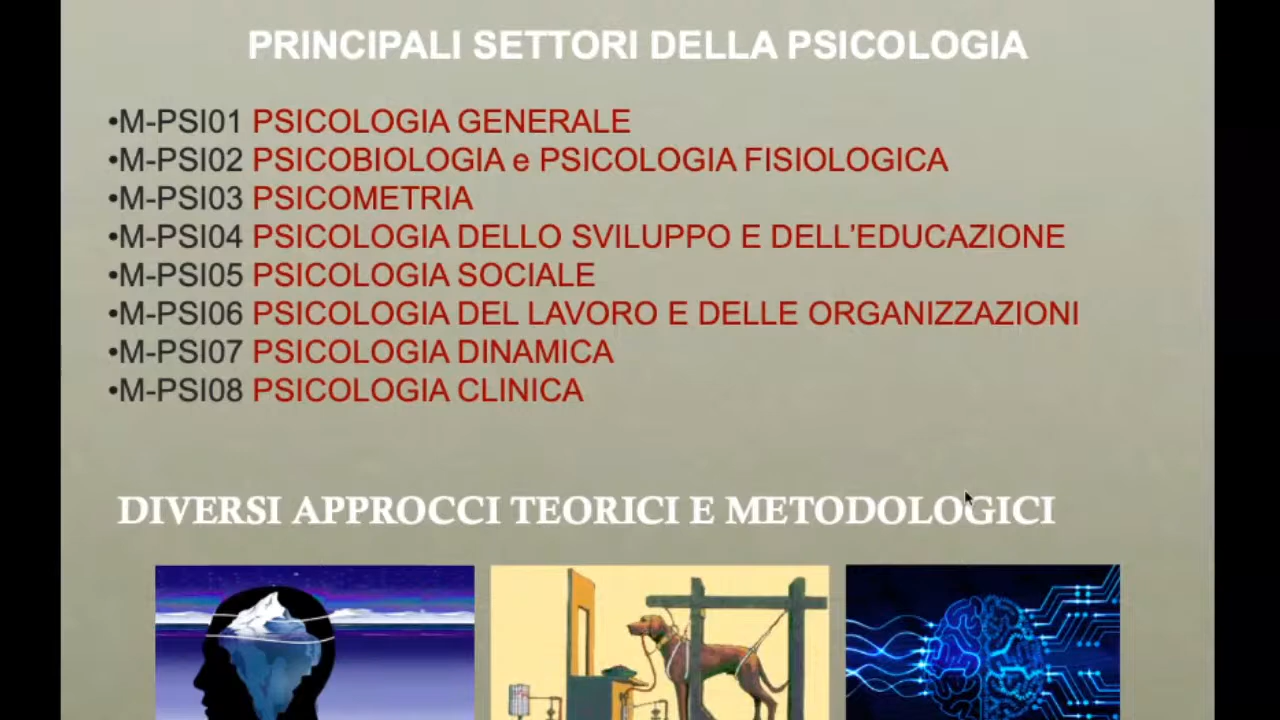 PRINCIPALI SETTORI DELLA PSICOLOGIA
•M-PSI01 PSICOLOGIA GENERALE
•M-PSI02 PSICOBIOLOGIA e PSICOLOGIA FISIOLOGICA
•M-PSI03 PSICOMETRIA
•M-PSI04 PSICOLOGIA DELLO SVILUPPO E DELL’EDUCAZIONE
•M-PSI05 PSICOLOGIA SOCIALE
•M-PSI06 PSICOLOGIA DEL LAVORO E DELLE ORGANIZZAZIONI
•M-PSI07 PSICOLOGIA DINAMICA
•M-PSI08 PSICOLOGIA CLINICA
DIVERSI APPROCCI TEORICI E METODOLOGICI